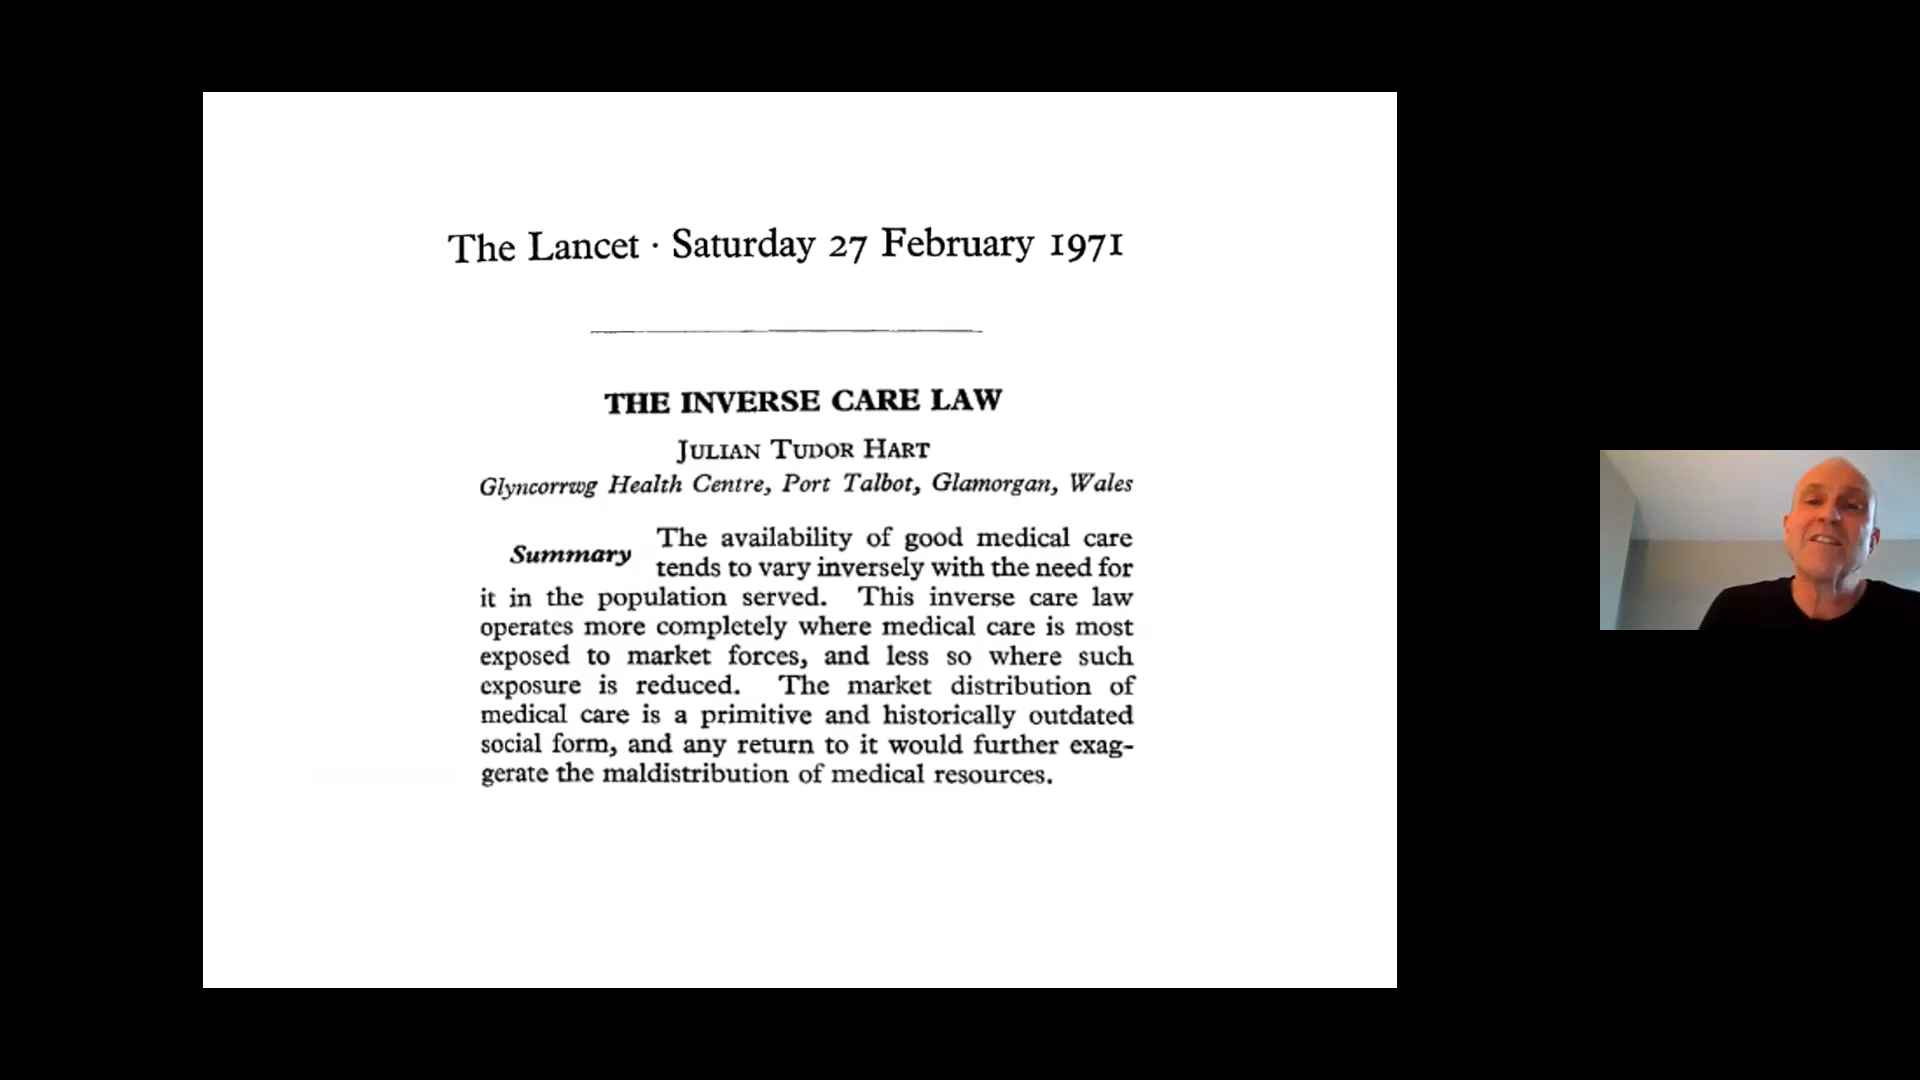 The Lancet · Saturday 27 February 1971
THE INVERSE CARE LAW
JULIAN TUDOR HART
Glyncorrwg Health Centre, Port Talbot, Glamorgan, Wales
Summary The availability of good medical care
tends to vary inversely with the need for
it in the population served. This inverse care law
operates more completely where medical care is most
exposed to market forces, and less so where such
exposure is reduced. The market distribution of
medical care is a primitive and historically outdated
social form, and any return to it would further exag-
gerate the maldistribution of medical resources.